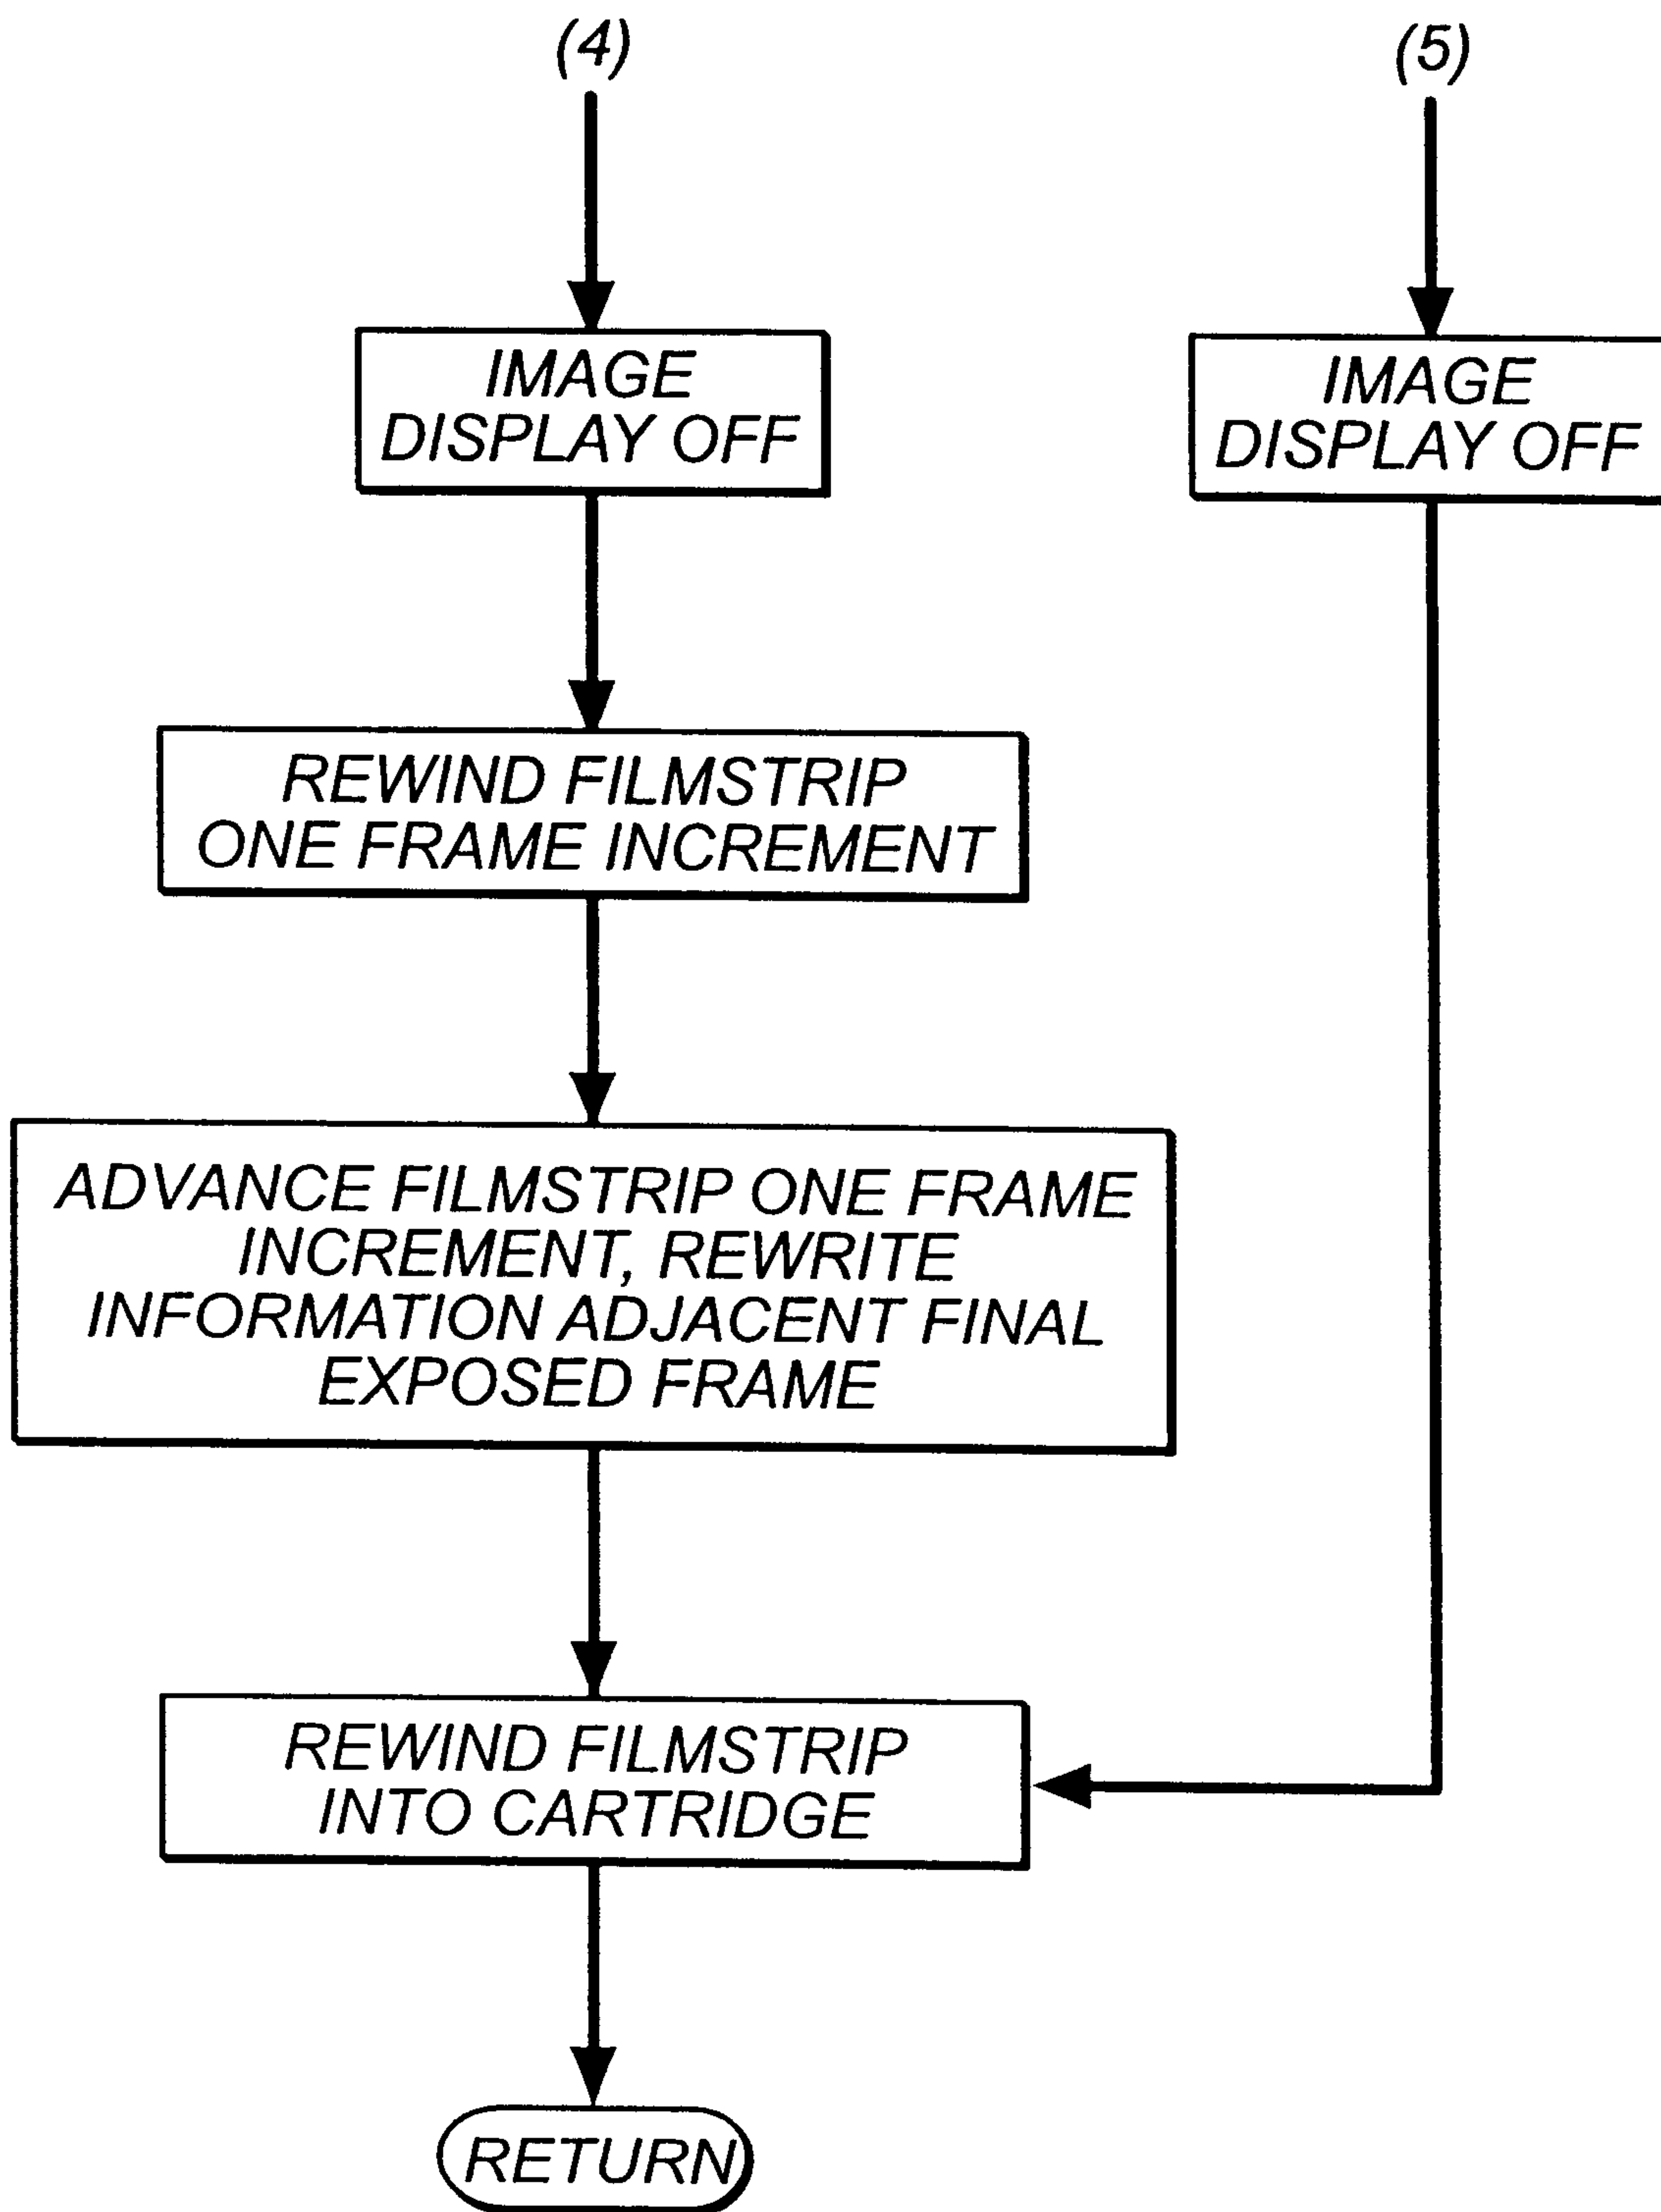 (4)
(5)
IMAGE
DISPLAY OFF
IMAGE
DISPLAY OFF
REWIND FILMSTRIP
ONE FRAME INCREMENT
ADVANCE FILMSTRIP ONE FRAME
INCREMENT, REWRITE
INFORMATION ADJACENT FINAL
EXPOSED FRAME
REWIND FILMSTRIP
INTO CARTRIDGE
RETURN